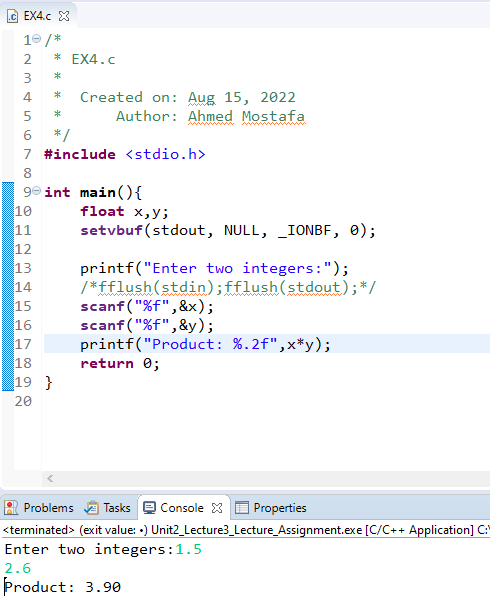 EX4.c
1 /*
2  * EX4.c
3  *
4  *  Created on: Aug 15, 2022
5  *      Author: Ahmed Mostafa
6  */
7 #include <stdio.h>
8
9 int main(){
10     float x,y;
11     setvbuf(stdout, NULL, _IONBF, 0);
12
13     printf("Enter two integers:");
14     /*fflush(stdin);fflush(stdout);*/
15     scanf("%f",&x);
16     scanf("%f",&y);
17     printf("Product: %.2f",x*y);
18     return 0;
19 }
20
Problems Tasks Console Properties
<terminated> (exit value: •) Unit2_Lecture3_Lecture_Assignment.exe [C/C++ Application] C:\
Enter two integers:1.5
2.6
Product: 3.90